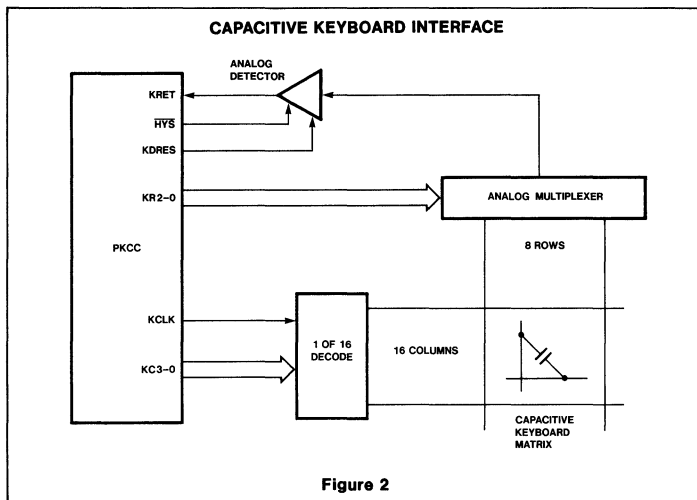 CAPACITIVE KEYBOARD INTERFACE
ANALOG
DETECTOR
KRET
HYS
KDRES
KR2-0
ANALOG MULTIPLEXER
8 ROWS
PKCC
KCLK
1 OF 16
DECODE
16 COLUMNS
KC3-0
CAPACITIVE
KEYBOARD
MATRIX
Figure 2